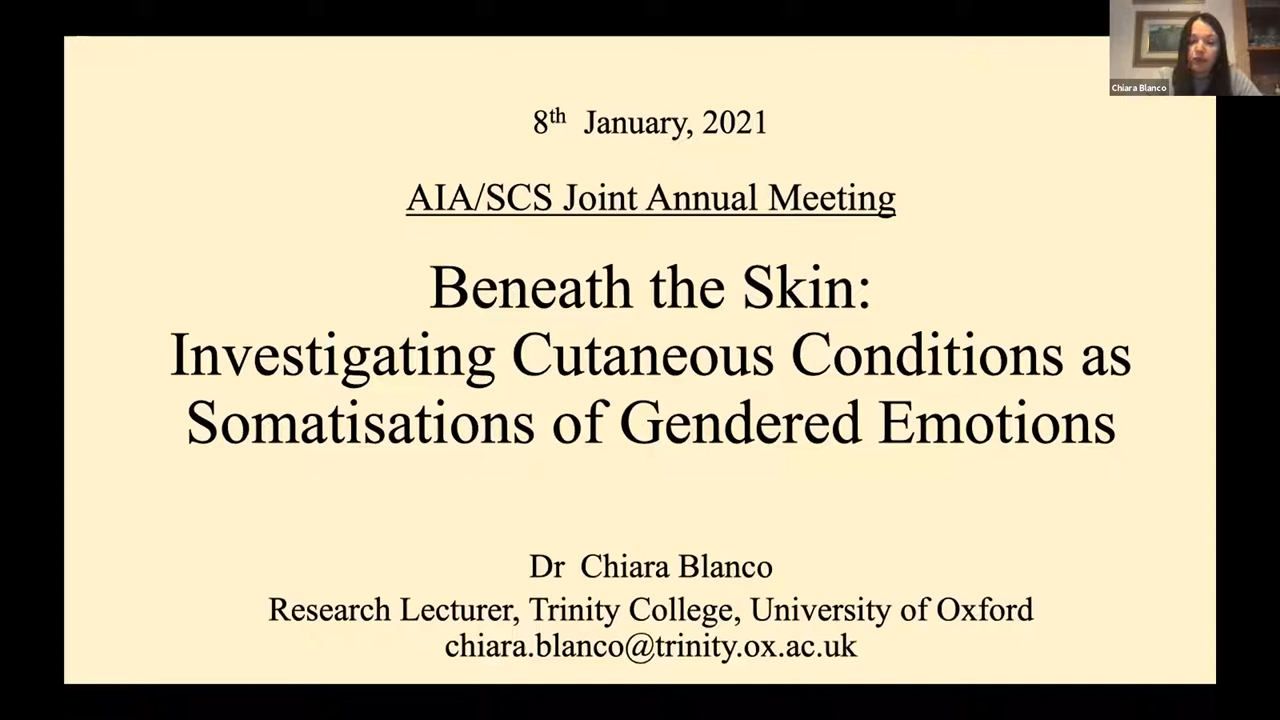 8th January, 2021
AIA/SCS Joint Annual Meeting
Beneath the Skin:
Investigating Cutaneous Conditions as
Somatisations of Gendered Emotions
Dr Chiara Blanco
Research Lecturer, Trinity College, University of Oxford
chiara.blanco@trinity.ox.ac.uk
Chiara Blanco